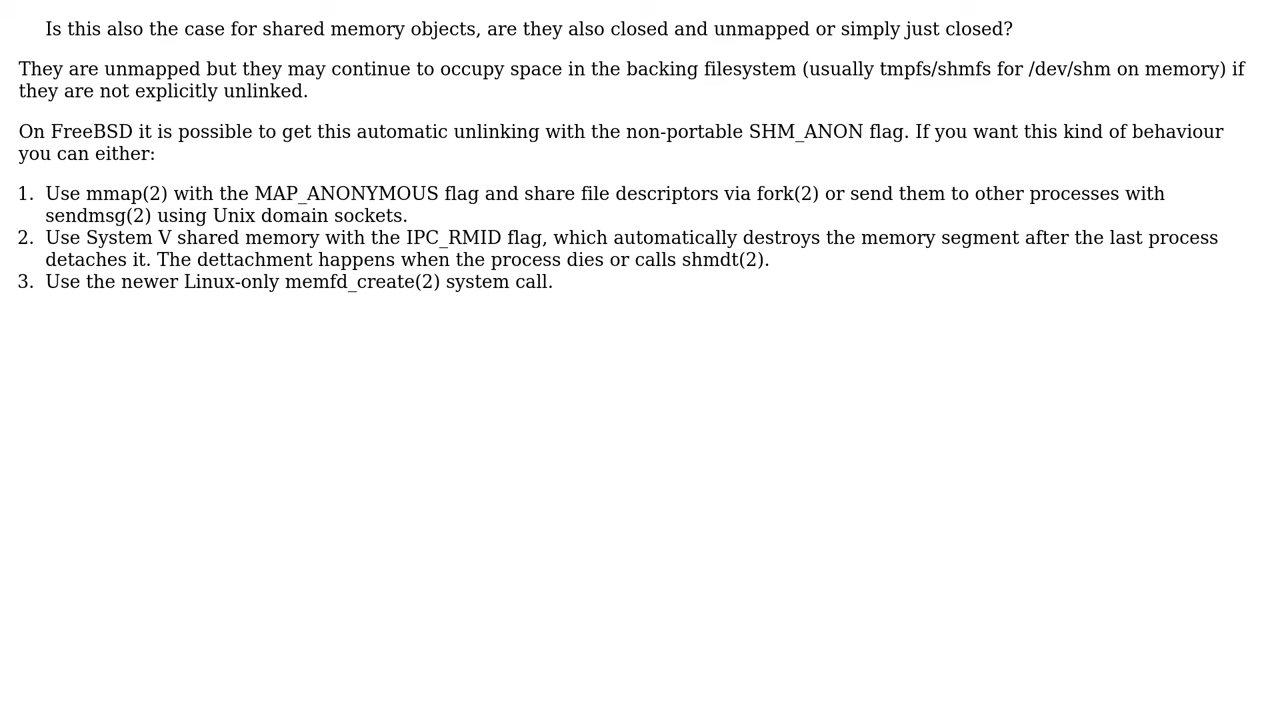 Is this also the case for shared memory objects, are they also closed and unmapped or simply just closed?
They are unmapped but they may continue to occupy space in the backing filesystem (usually tmpfs/shmfs for /dev/shm on memory) if
they are not explicitly unlinked.
On FreeBSD it is possible to get this automatic unlinking with the non-portable SHM_ANON flag. If you want this kind of behaviour
you can either:
1. Use mmap(2) with the MAP_ANONYMOUS flag and share file descriptors via fork(2) or send them to other processes with
sendmsg(2) using Unix domain sockets.
2. Use System V shared memory with the IPC_RMID flag, which automatically destroys the memory segment after the last process
detaches it. The dettachment happens when the process dies or calls shmdt(2).
3. Use the newer Linux-only memfd_create(2) system call.